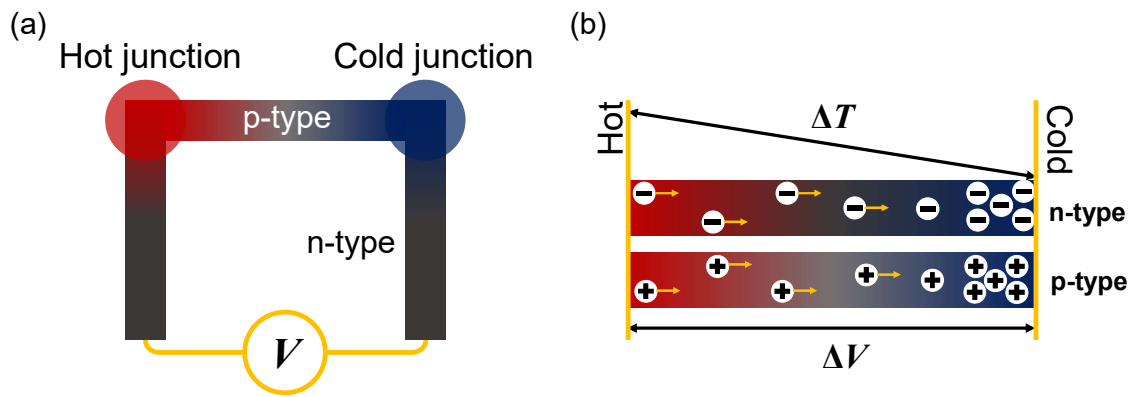 (a)
Hot junction
Cold junction
p-type
n-type
V
(b)
Hot
ΔT
Cold
n-type
p-type
ΔV